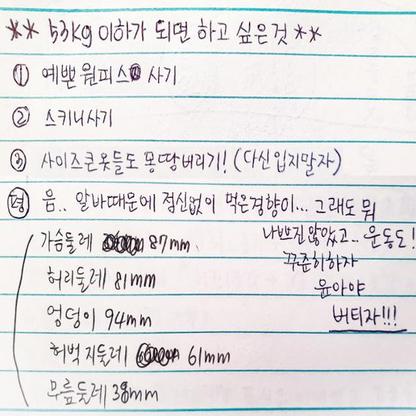 ** 53kg 이하가 되면 하고 싶은것 **
① 예쁜원피스 사기
② 스키니사기
③ 사이즈큰옷들도 몽땅버리기! (다신입지말자)
평 음.. 알바때문에 정신없이 먹은경향이... 그래도 뭐
나쁘진않았고.. 운동도!
꾸준히하자
윤아야
버티자!!!
가슴둘레 87mm
허리둘레 81mm
엉덩이 94mm
허벅지둘레 61mm
무릎둘레 38mm